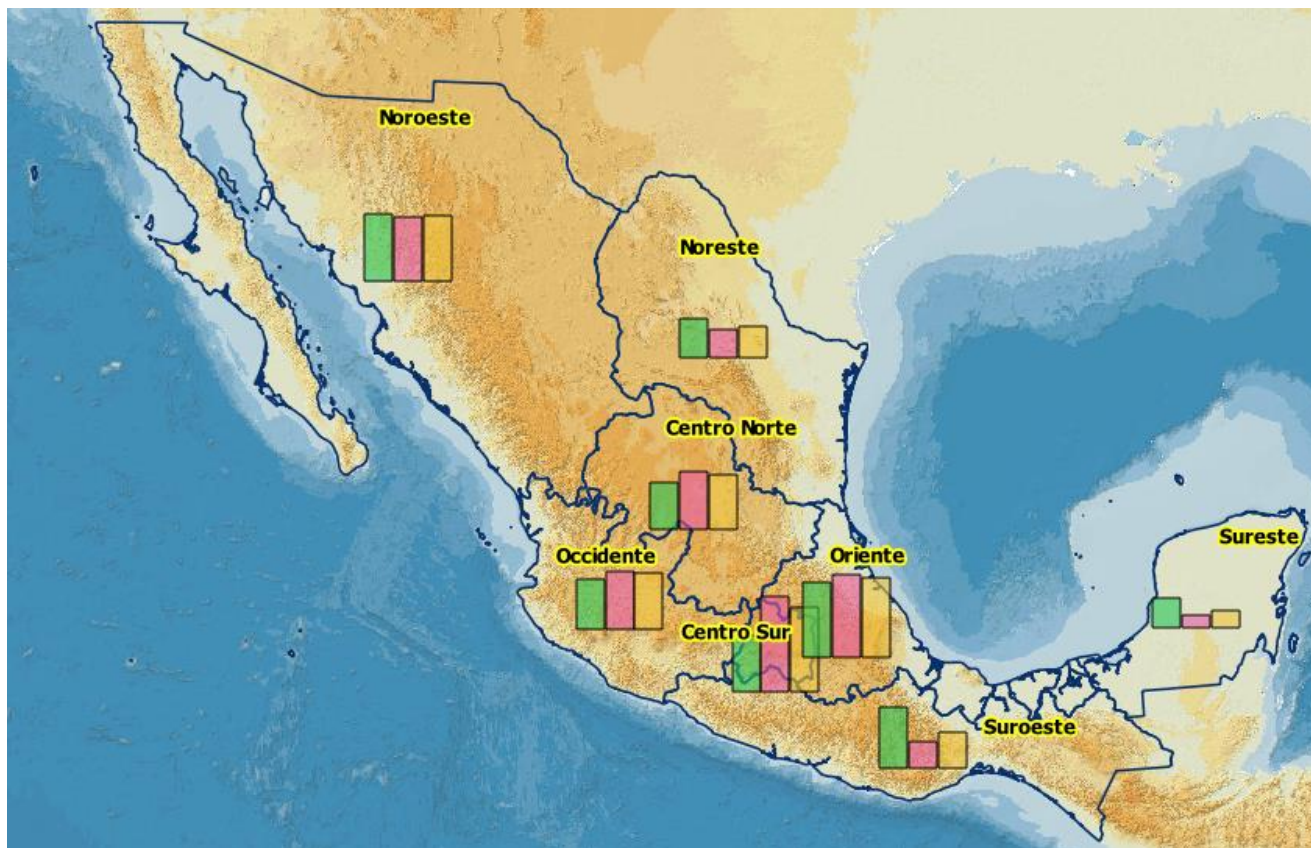 Noroeste
Noreste
Centro Norte
Sureste
Occidente
Oriente
Centro Sur
Suroeste